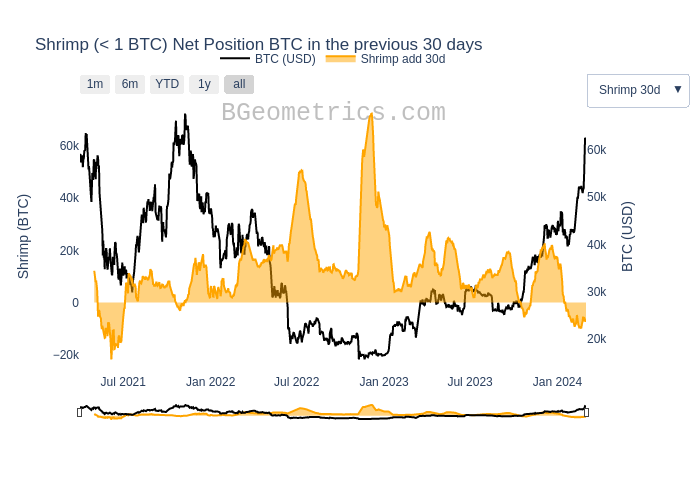 Shrimp (< 1 BTC) Net Position BTC in the previous 30 days
BTC (USD) Shrimp add 30d
1m 6m YTD 1y all
Shrimp 30d ▼
BGeometrics.com
60k
40k
20k
0
−20k
Shrimp (BTC)
60k
50k
40k
30k
20k
BTC (USD)
Jul 2021 Jan 2022 Jul 2022 Jan 2023 Jul 2023 Jan 2024